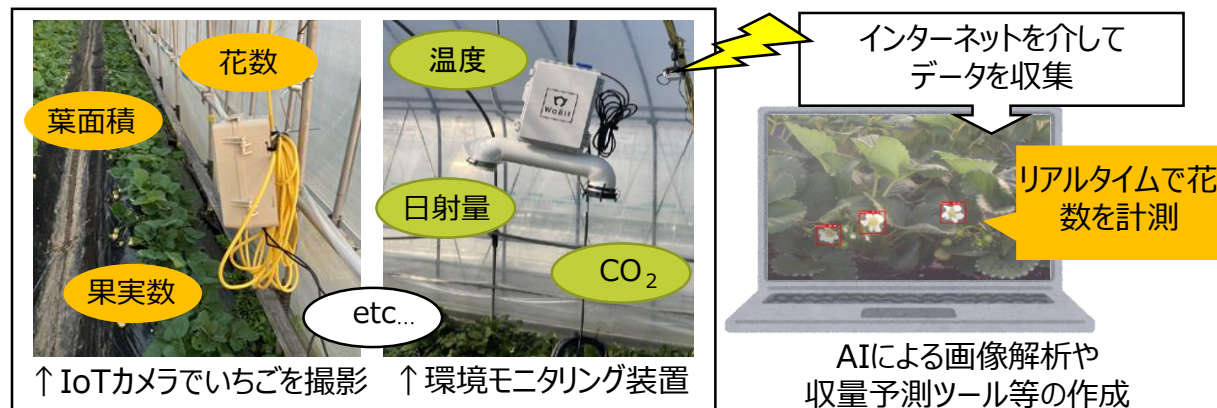 花数
葉面積
果実数
etc…
↑IoTカメラでいちごを撮影
温度
WaBit
日射量
CO₂
↑環境モニタリング装置
インターネットを介して
データを収集
リアルタイムで花
数を計測
AIによる画像解析や
収量予測ツール等の作成